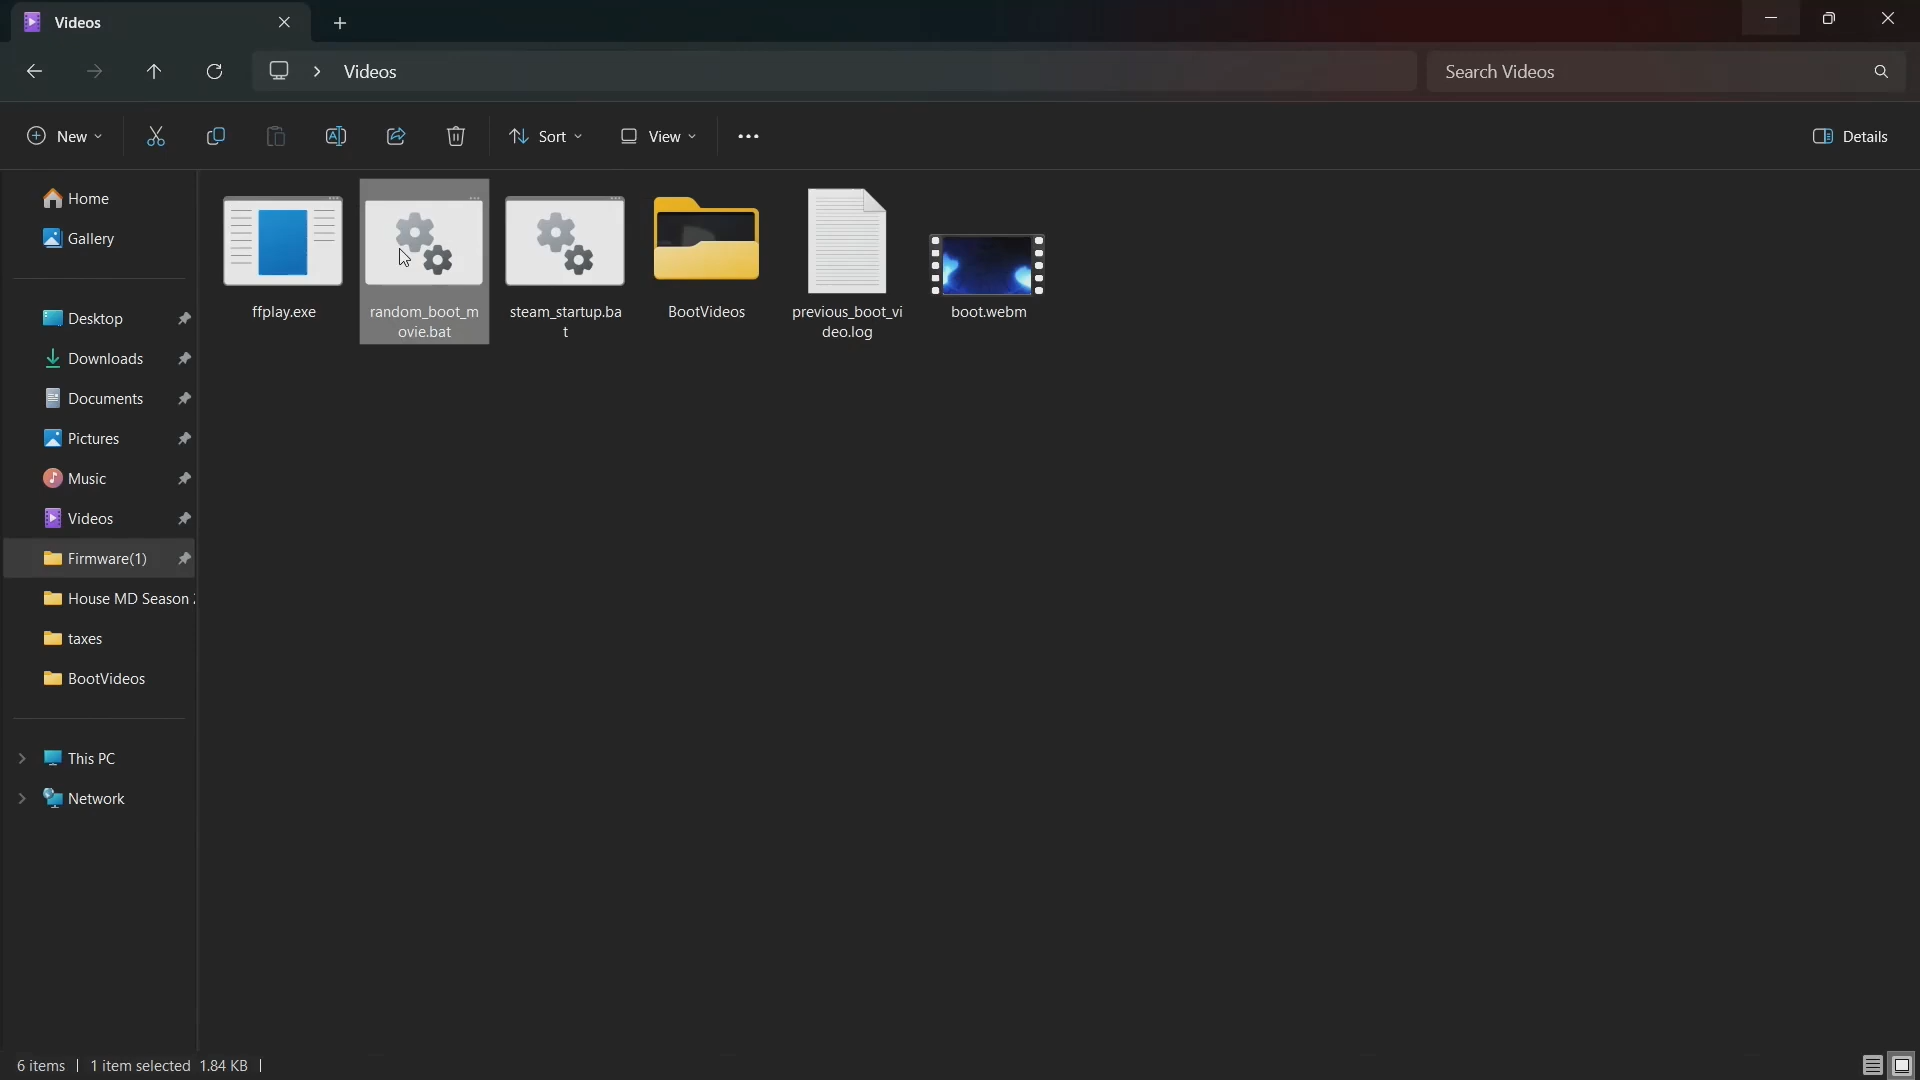 Videos
Videos
Search Videos
New
Sort
View
Details
Home
Gallery
Desktop
Downloads
Documents
Pictures
Music
Videos
Firmware(1)
House MD Season
taxes
BootVideos
This PC
Network
ffplay.exe
random_boot_m
ovie.bat
steam_startup.ba
t
BootVideos
previous_boot_vi
deo.log
boot.webm
6 items
1 item selected 1.84 KB